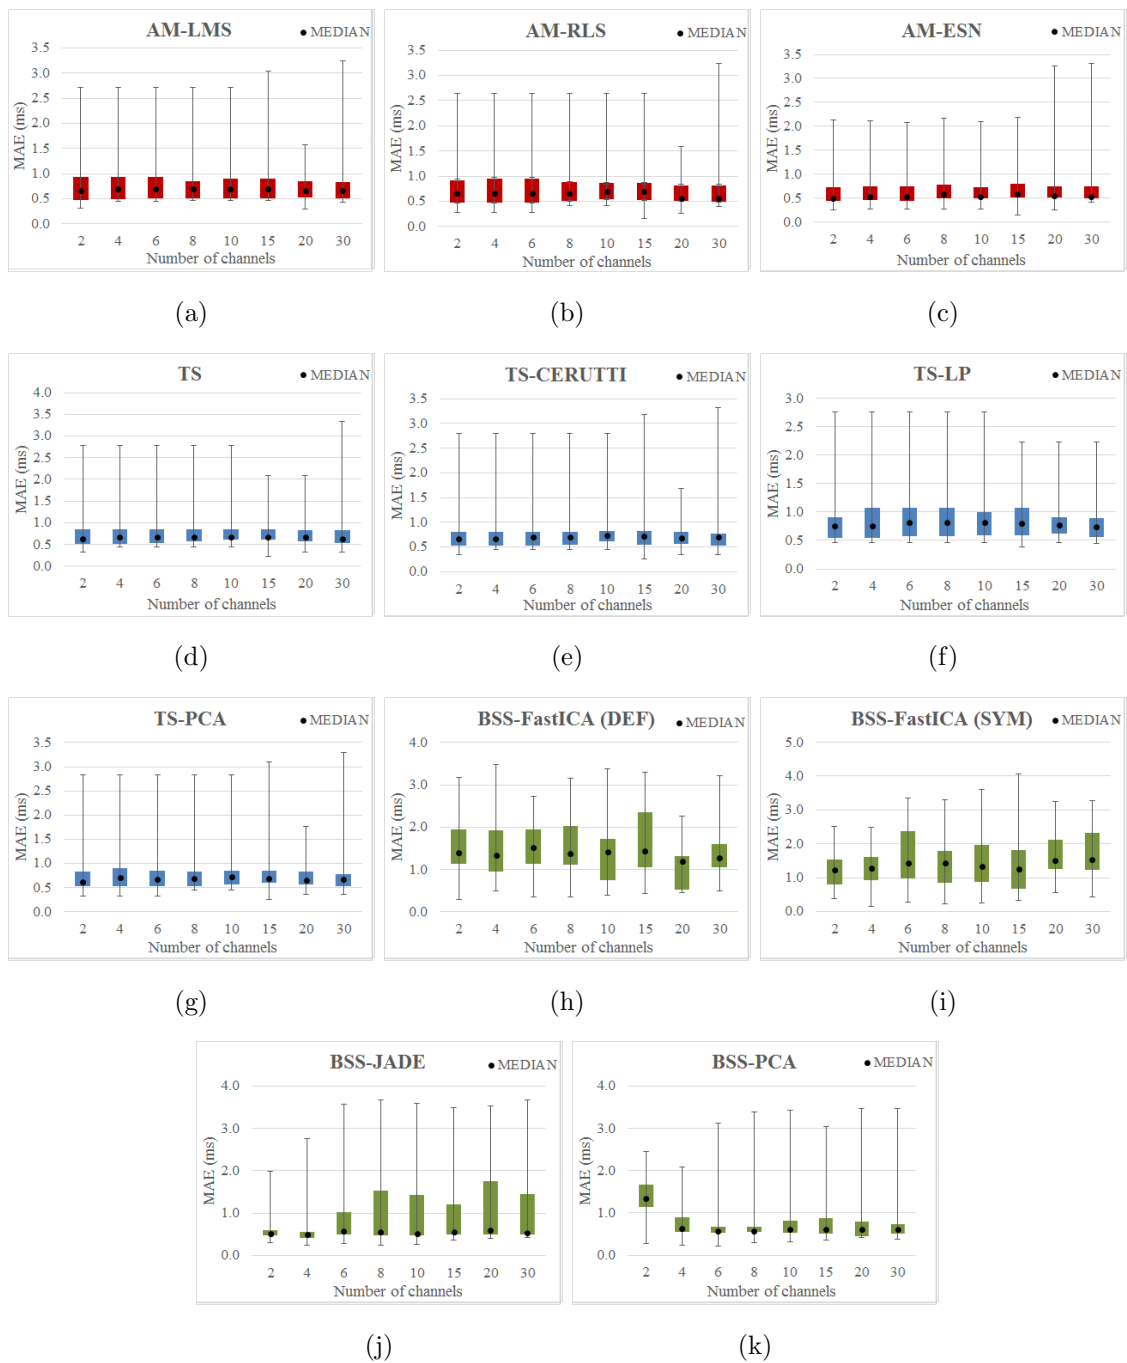 AM-LMS
MEDIAN
MAE (ms)
3.5
3.0
2.5
2.0
1.5
1.0
0.5
0.0
2 4 6 8 10 15 20 30
Number of channels
(a)
AM-RLS
MEDIAN
MAE (ms)
3.5
3.0
2.5
2.0
1.5
1.0
0.5
0.0
2 4 6 8 10 15 20 30
Number of channels
(b)
AM-ESN
MEDIAN
MAE (ms)
3.5
3.0
2.5
2.0
1.5
1.0
0.5
0.0
2 4 6 8 10 15 20 30
Number of channels
(c)
TS
MEDIAN
MAE (ms)
4.0
3.5
3.0
2.5
2.0
1.5
1.0
0.5
0.0
2 4 6 8 10 15 20 30
Number of channels
(d)
TS-CERUTTI
MEDIAN
MAE (ms)
3.5
3.0
2.5
2.0
1.5
1.0
0.5
0.0
2 4 6 8 10 15 20 30
Number of channels
(e)
TS-LP
MEDIAN
MAE (ms)
3.0
2.5
2.0
1.5
1.0
0.5
0.0
2 4 6 8 10 15 20 30
Number of channels
(f)
TS-PCA
MEDIAN
MAE (ms)
3.5
3.0
2.5
2.0
1.5
1.0
0.5
0.0
2 4 6 8 10 15 20 30
Number of channels
(g)
BSS-FastICA (DEF)
MEDIAN
MAE (ms)
4.0
3.0
2.0
1.0
0.0
2 4 6 8 10 15 20 30
Number of channels
(h)
BSS-FastICA (SYM)
MEDIAN
MAE (ms)
5.0
4.0
3.0
2.0
1.0
0.0
2 4 6 8 10 15 20 30
Number of channels
(i)
BSS-JADE
MEDIAN
MAE (ms)
4.0
3.0
2.0
1.0
0.0
2 4 6 8 10 15 20 30
Number of channels
(j)
BSS-PCA
MEDIAN
MAE (ms)
4.0
3.0
2.0
1.0
0.0
2 4 6 8 10 15 20 30
Number of channels
(k)